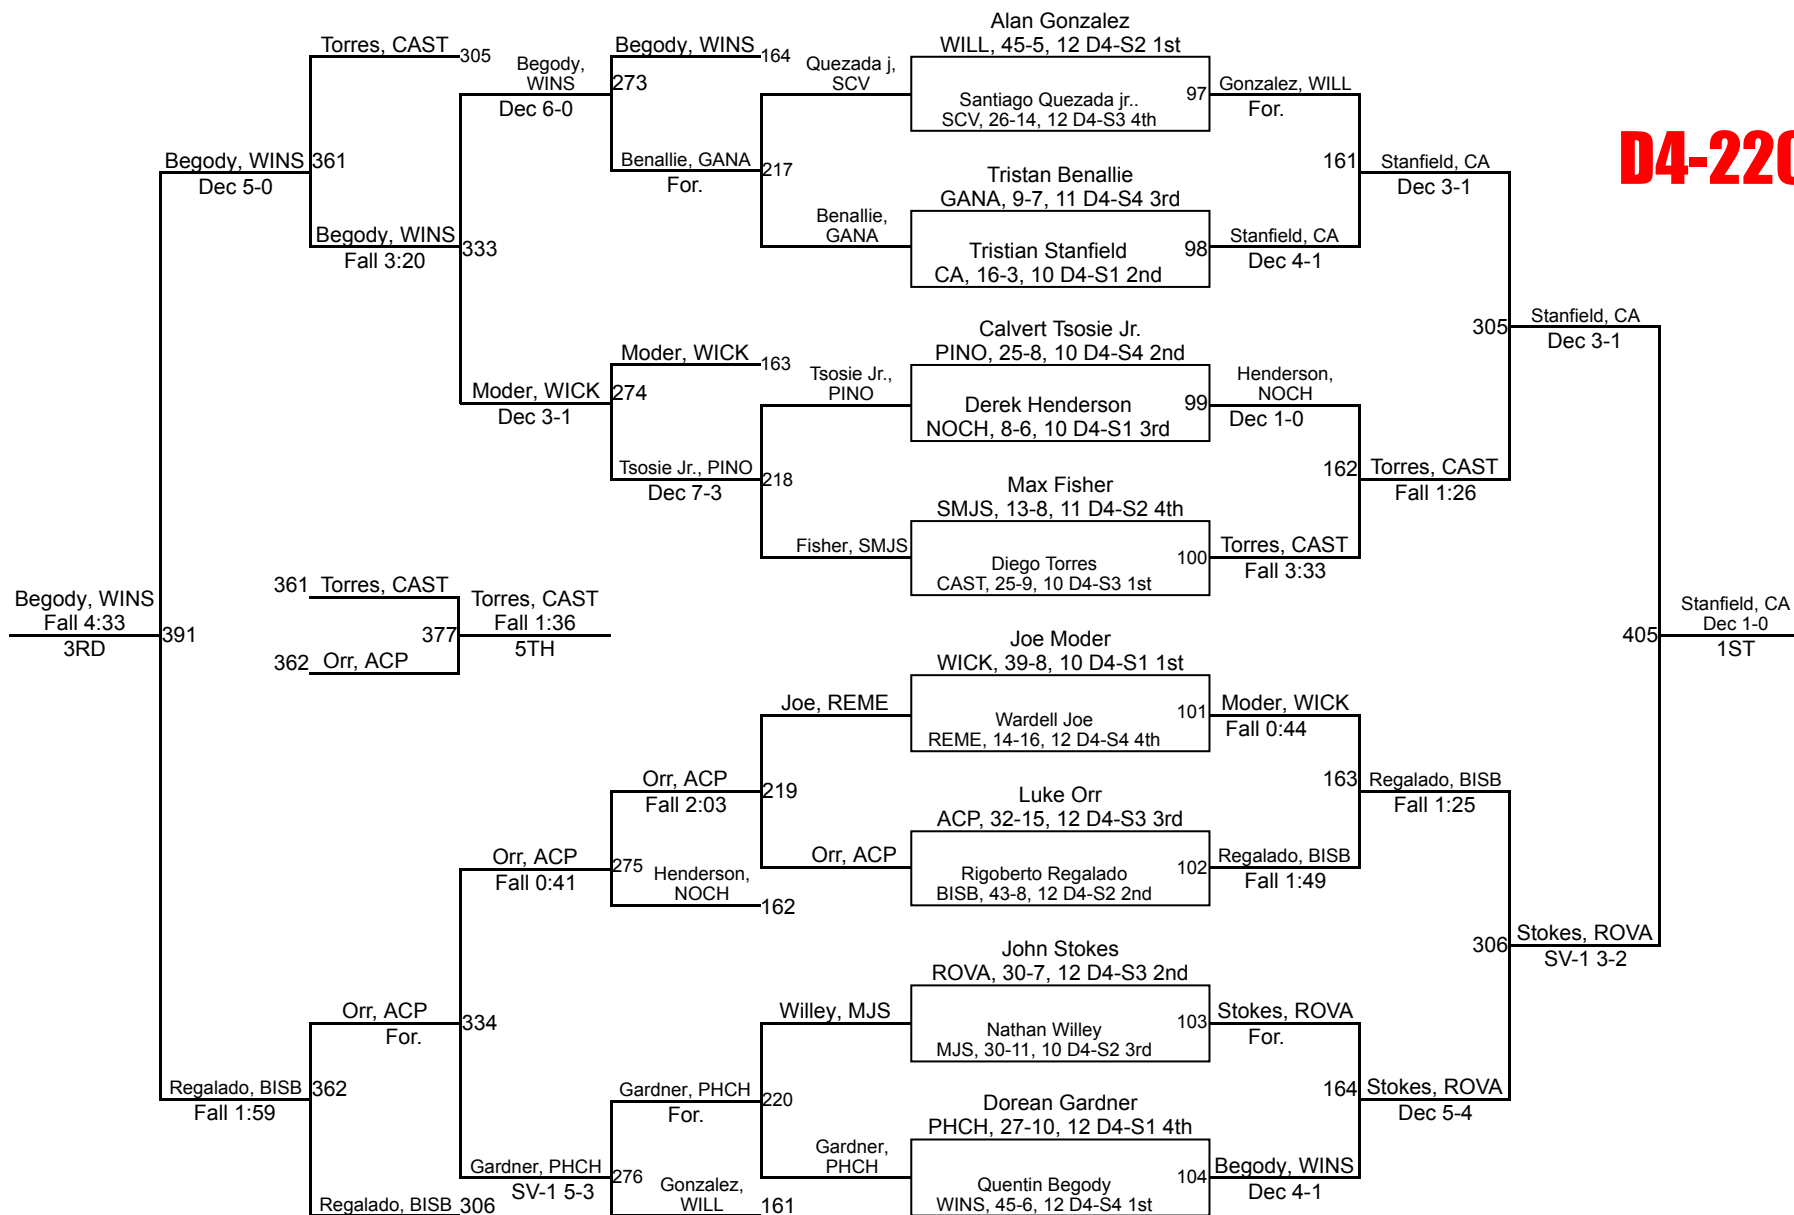 Alan Gonzalez
WILL, 45-5, 12 D4-S2 1st
Torres, CAST
305
Begody, WINS
164
Begody,
WINS
273
Dec 6-0
Quezada j,
SCV
Santiago Quezada jr..
SCV, 26-14, 12 D4-S3 4th
97
Gonzalez, WILL
For.
D4-220
Begody, WINS
361
Dec 5-0
Benallie, GANA
217
For.
Tristan Benallie
GANA, 9-7, 11 D4-S4 3rd
161
Stanfield, CA
Dec 3-1
Begody, WINS
333
Fall 3:20
Benallie,
GANA
Tristian Stanfield
CA, 16-3, 10 D4-S1 2nd
98
Stanfield, CA
Dec 4-1
305
Stanfield, CA
Dec 3-1
Calvert Tsosie Jr.
PINO, 25-8, 10 D4-S4 2nd
Moder, WICK
163
Moder, WICK
274
Dec 3-1
Tsosie Jr.,
PINO
Derek Henderson
NOCH, 8-6, 10 D4-S1 3rd
99
Henderson,
NOCH
Dec 1-0
Tsosie Jr., PINO
218
Dec 7-3
Max Fisher
SMJS, 13-8, 11 D4-S2 4th
162
Torres, CAST
Fall 1:26
Fisher, SMJS
Diego Torres
CAST, 25-9, 10 D4-S3 1st
100
Torres, CAST
Fall 3:33
361
Torres, CAST
Begody, WINS
Fall 4:33
3RD
391
377
Torres, CAST
Fall 1:36
5TH
362
Orr, ACP
405
Stanfield, CA
Dec 1-0
1ST
Joe Moder
WICK, 39-8, 10 D4-S1 1st
Joe, REME
Wardell Joe
REME, 14-16, 12 D4-S4 4th
101
Moder, WICK
Fall 0:44
Orr, ACP
219
Fall 2:03
Luke Orr
ACP, 32-15, 12 D4-S3 3rd
163
Regalado, BISB
Fall 1:25
Orr, ACP
275
Fall 0:41
Henderson,
NOCH
162
Orr, ACP
Rigoberto Regalado
BISB, 43-8, 12 D4-S2 2nd
102
Regalado, BISB
Fall 1:49
306
Stokes, ROVA
SV-1 3-2
John Stokes
ROVA, 30-7, 12 D4-S3 2nd
Orr, ACP
334
For.
Willey, MJS
Nathan Willey
MJS, 30-11, 10 D4-S2 3rd
103
Stokes, ROVA
For.
Regalado, BISB
362
Fall 1:59
Gardner, PHCH
220
For.
Dorean Gardner
PHCH, 27-10, 12 D4-S1 4th
164
Stokes, ROVA
Dec 5-4
Gardner, PHCH
276
SV-1 5-3
Gardner,
PHCH
Quentin Begody
WINS, 45-6, 12 D4-S4 1st
104
Begody, WINS
Dec 4-1
Regalado, BISB
306
Gonzalez,
WILL
161